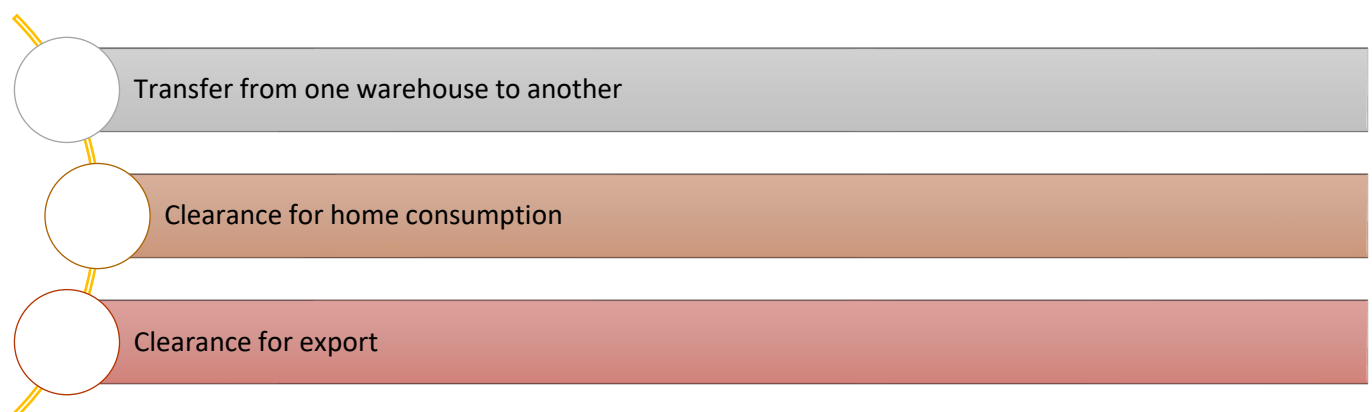 Transfer from one warehouse to another
Clearance for home consumption
Clearance for export